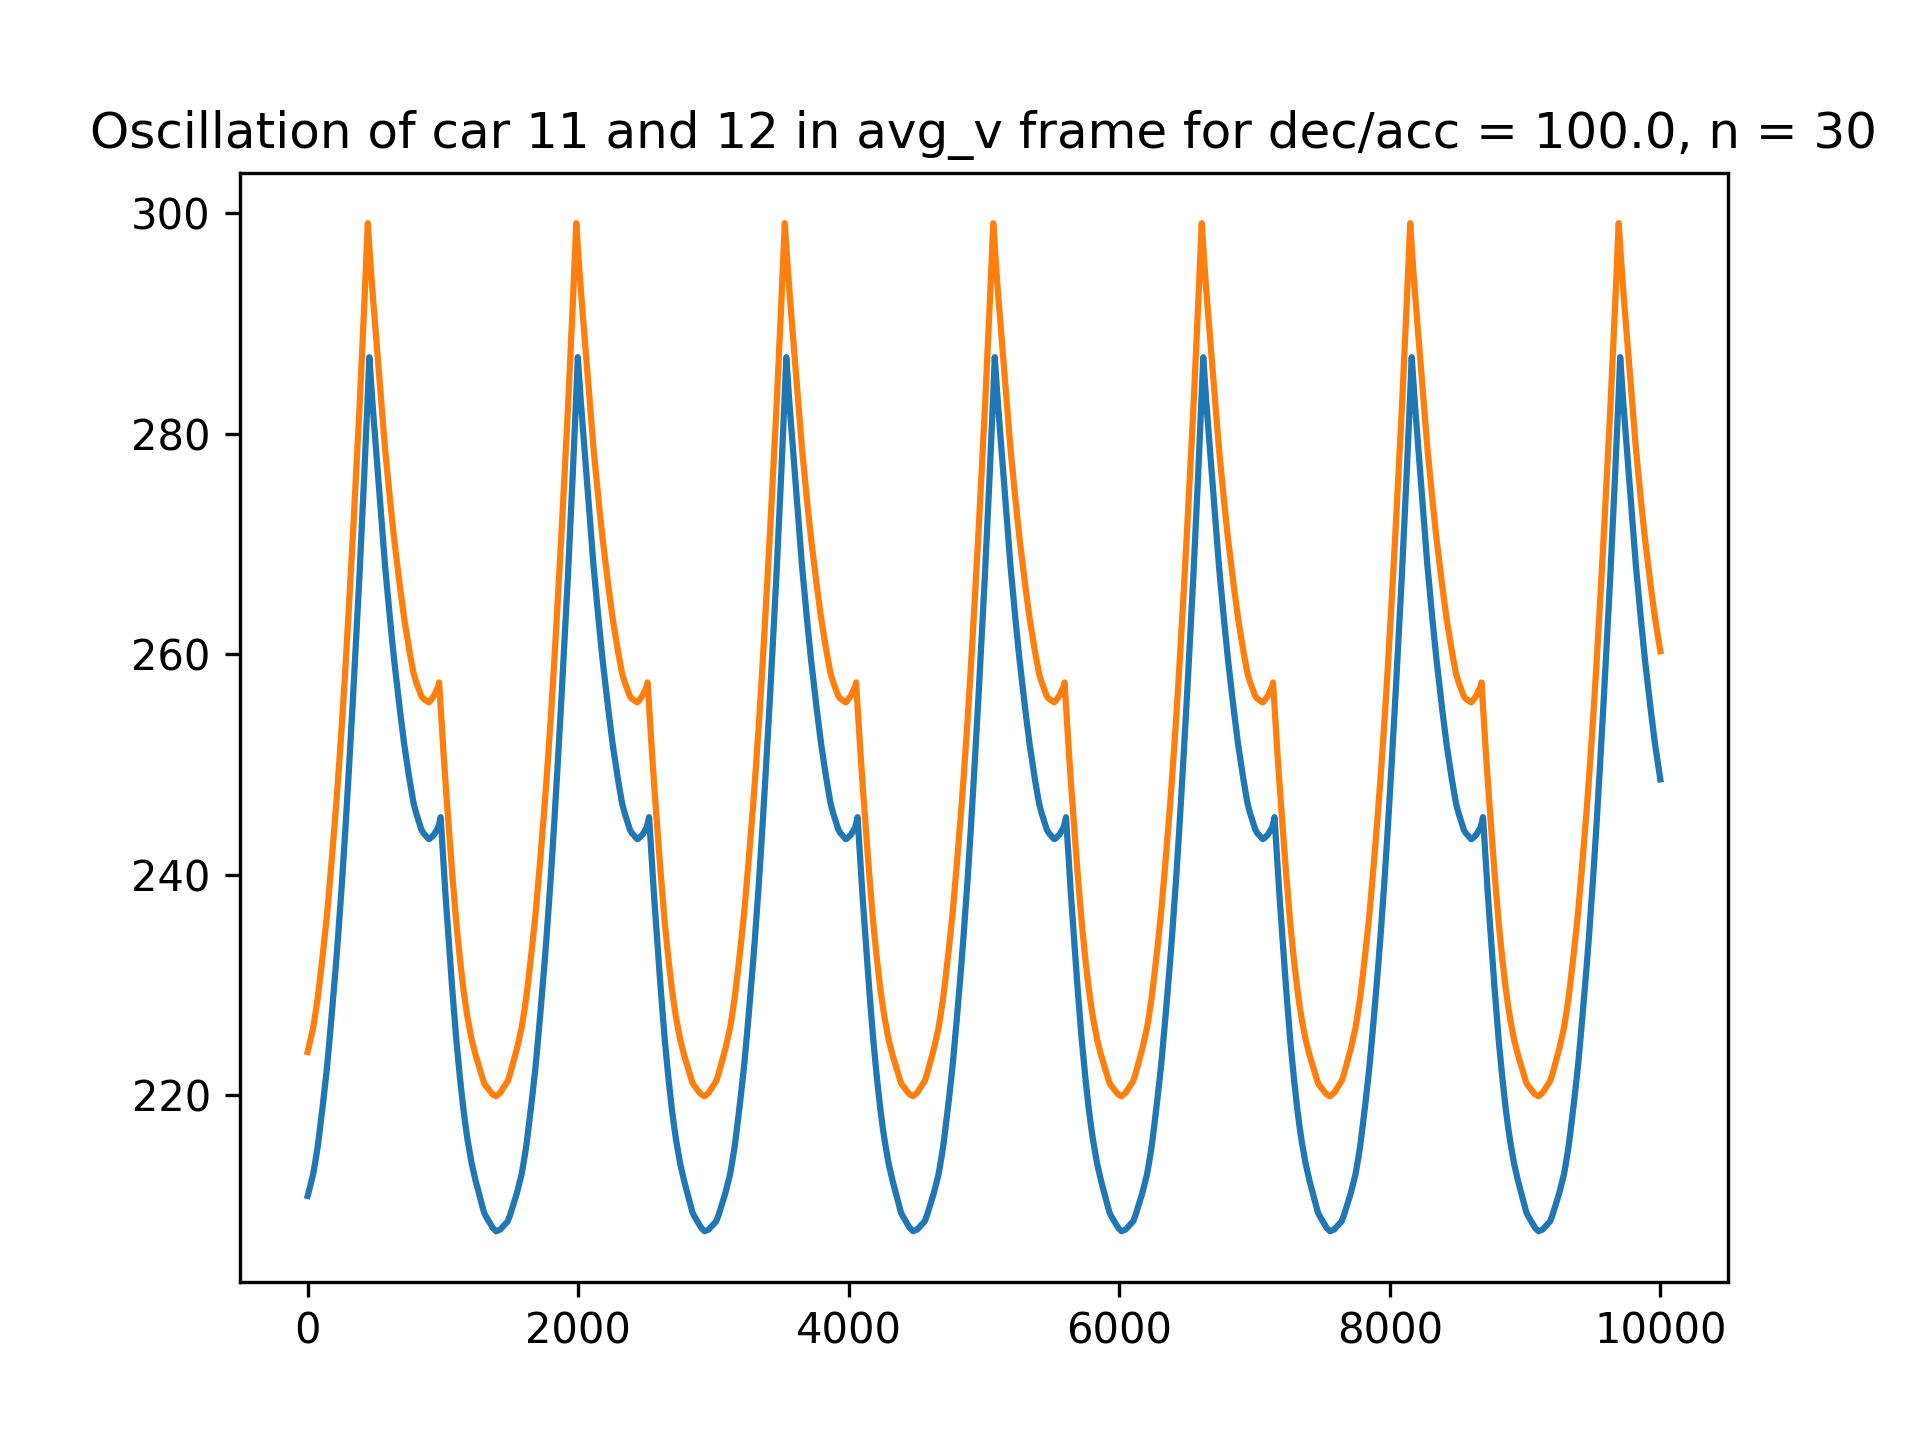 Oscillation of car 11 and 12 in avg_v frame for dec/acc = 100.0, n = 30
300
280
260
240
220
0 2000 4000 6000 8000 10000